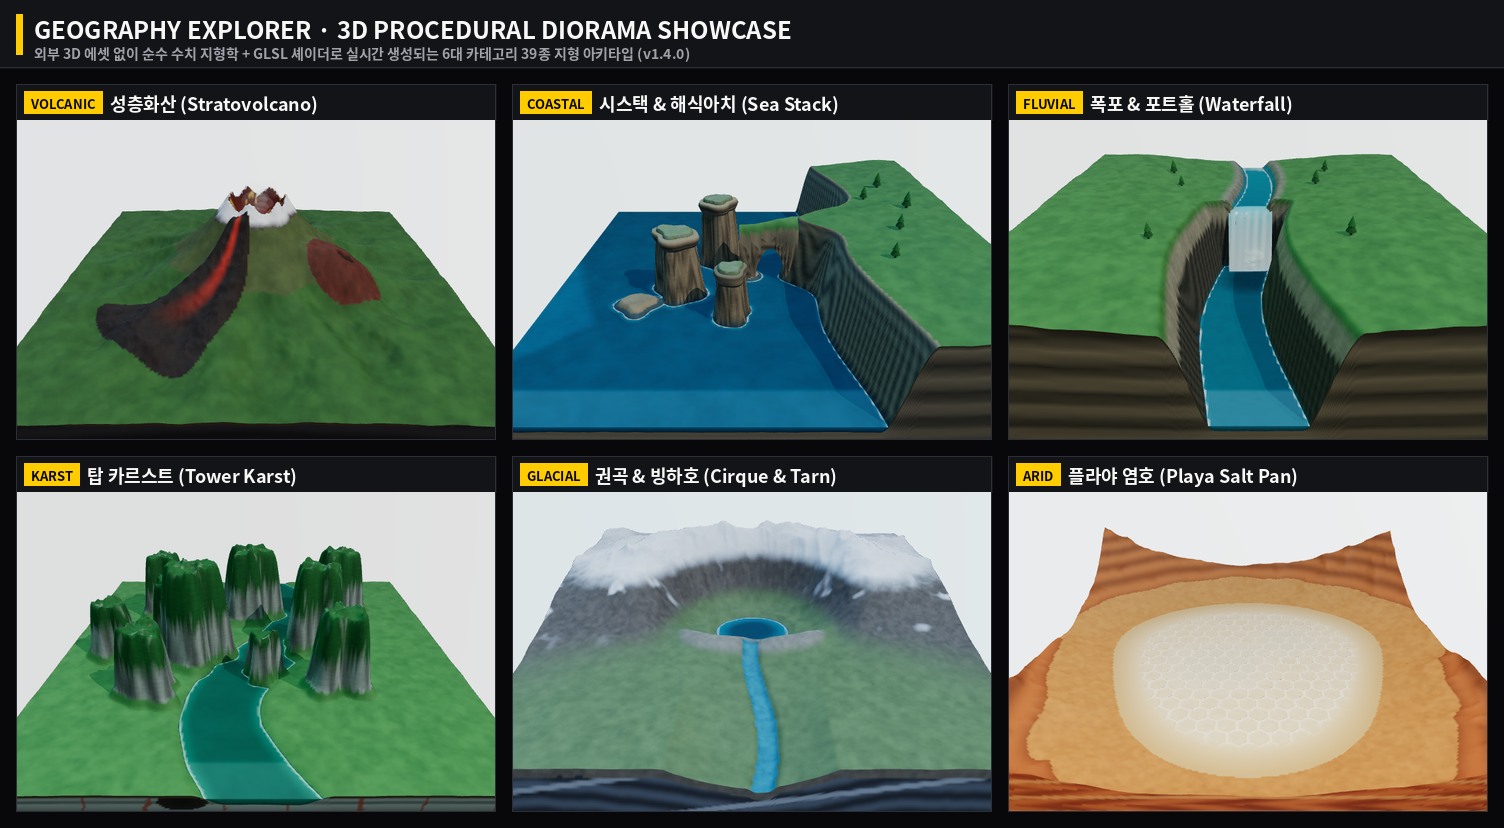 GEOGRAPHY EXPLORER · 3D PROCEDURAL DIORAMA SHOWCASE
외부 3D 에셋 없이 순수 수치 지형학 + GLSL 셰이더로 실시간 생성되는 6대 카테고리 39종 지형 아키타입 (v1.4.0)
VOLCANIC 성층화산 (Stratovolcano)
COASTAL 시스택 & 해식아치 (Sea Stack)
FLUVIAL 폭포 & 포트홀 (Waterfall)
KARST 탑 카르스트 (Tower Karst)
GLACIAL 권곡 & 빙하호 (Cirque & Tarn)
ARID 플라야 염호 (Playa Salt Pan)